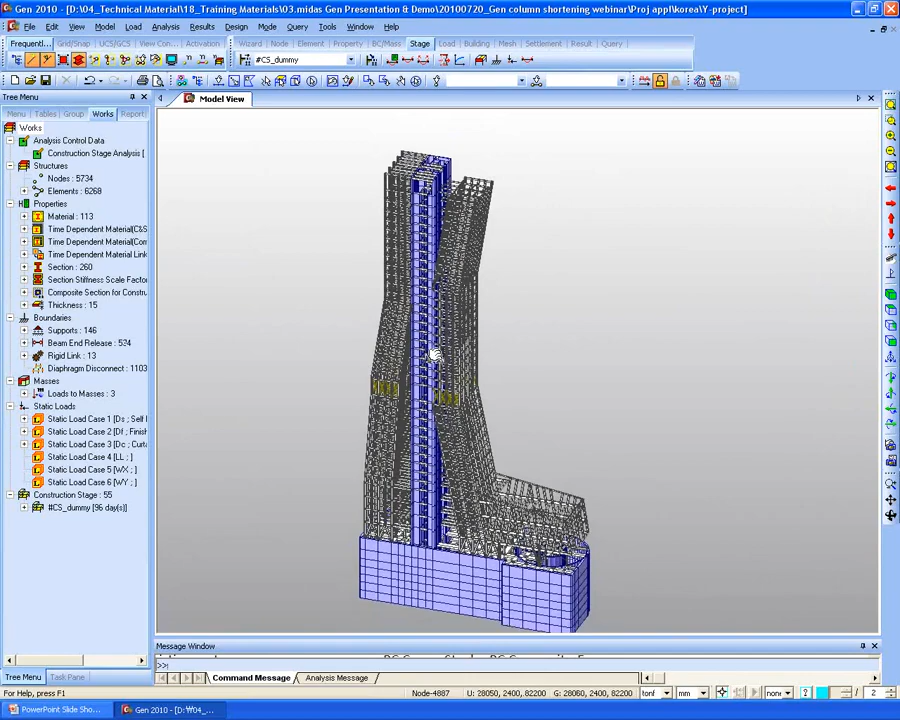 Gen 2010 - [D:\04_Technical Material\18_Training Materials\03.midas Gen Presentation & Demo\20100720_Gen column shortening webinar\Proj appl\korea\Y-project]
File Edit View Model Load Analysis Results Design Mode Query Tools Window Help
Frequentl... Grid/Snap UCS/GCS View Con... Activation Wizard Node Element Property BC/Mass Stage Load Building Mesh Settlement Result Query
#CS_dummy
Tree Menu
Model View
Menu Tables Group Works Report
Works
Analysis Control Data
Construction Stage Analysis [
Structures
Nodes : 5734
Elements : 6268
Properties
Material : 113
Time Dependent Material(C&S
Time Dependent Material(Com
Time Dependent Material Link
Section : 260
Section Stiffness Scale Factor
Composite Section for Constru
Thickness : 15
Boundaries
Supports : 146
Beam End Release : 524
Rigid Link : 13
Diaphragm Disconnect : 1103
Masses
Loads to Masses : 3
Static Loads
Static Load Case 1 [Ds ; Self
Static Load Case 2 [Df ; Finish
Static Load Case 3 [Dc ; Curta
Static Load Case 4 [LL ; ]
Static Load Case 5 [WX ; ]
Static Load Case 6 [WY ; ]
Construction Stage : 55
#CS_dummy [96 day(s)]
Message Window
>>
Tree Menu Task Pane
Command Message Analysis Message
For Help, press F1
Node-4887
U: 28050, 2400, 82200
G: 28060, 2400, 82200
tonf
mm
none
2
PowerPoint Slide Sho...
Gen 2010 - [D:₩04_...